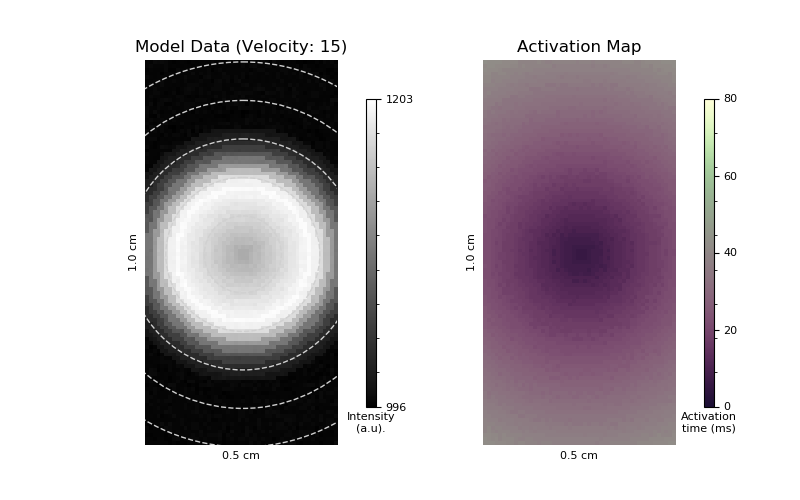 Model Data (Velocity: 15)
1.0 cm
0.5 cm
1203
996
Intensity
(a.u).
Activation Map
1.0 cm
0.5 cm
80
60
40
20
0
Activation
time (ms)